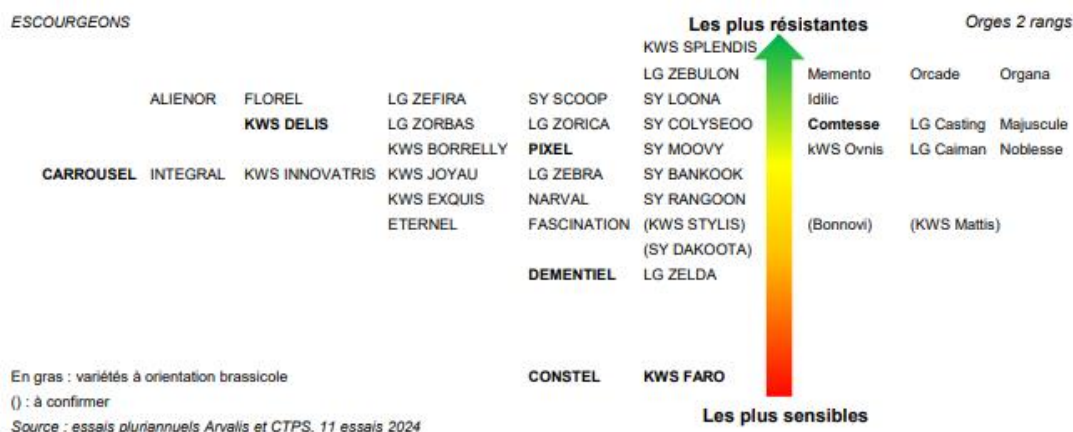 ESCOURGEONS Les plus résistantes Orges 2 rangs
KWS SPLENDIS
LG ZEBULON Memento Orcade Organa
ALIENOR FLOREL LG ZEFIRA SY SCOOP SY LOONA Idilic
KWS DELIS LG ZORBAS LG ZORICA SY COLYSEOO Comtesse LG Casting Majuscule
KWS BORRELLY PIXEL SY MOOVY kWS Ovnis LG Caiman Noblesse
CARROUSEL INTEGRAL KWS INNOVATRIS KWS JOYAU LG ZEBRA SY BANKOOK
KWS EXQUIS NARVAL SY RANGOON
ETERNEL FASCINATION (KWS STYLIS) (Bonnovi) (KWS Mattis)
(SY DAKOOTA)
DEMENTIEL LG ZELDA
En gras : variétés à orientation brassicole CONSTEL KWS FARO
() : à confirmer
Les plus sensibles
Source : essais pluriannuels Arvalis et CTPS, 11 essais 2024